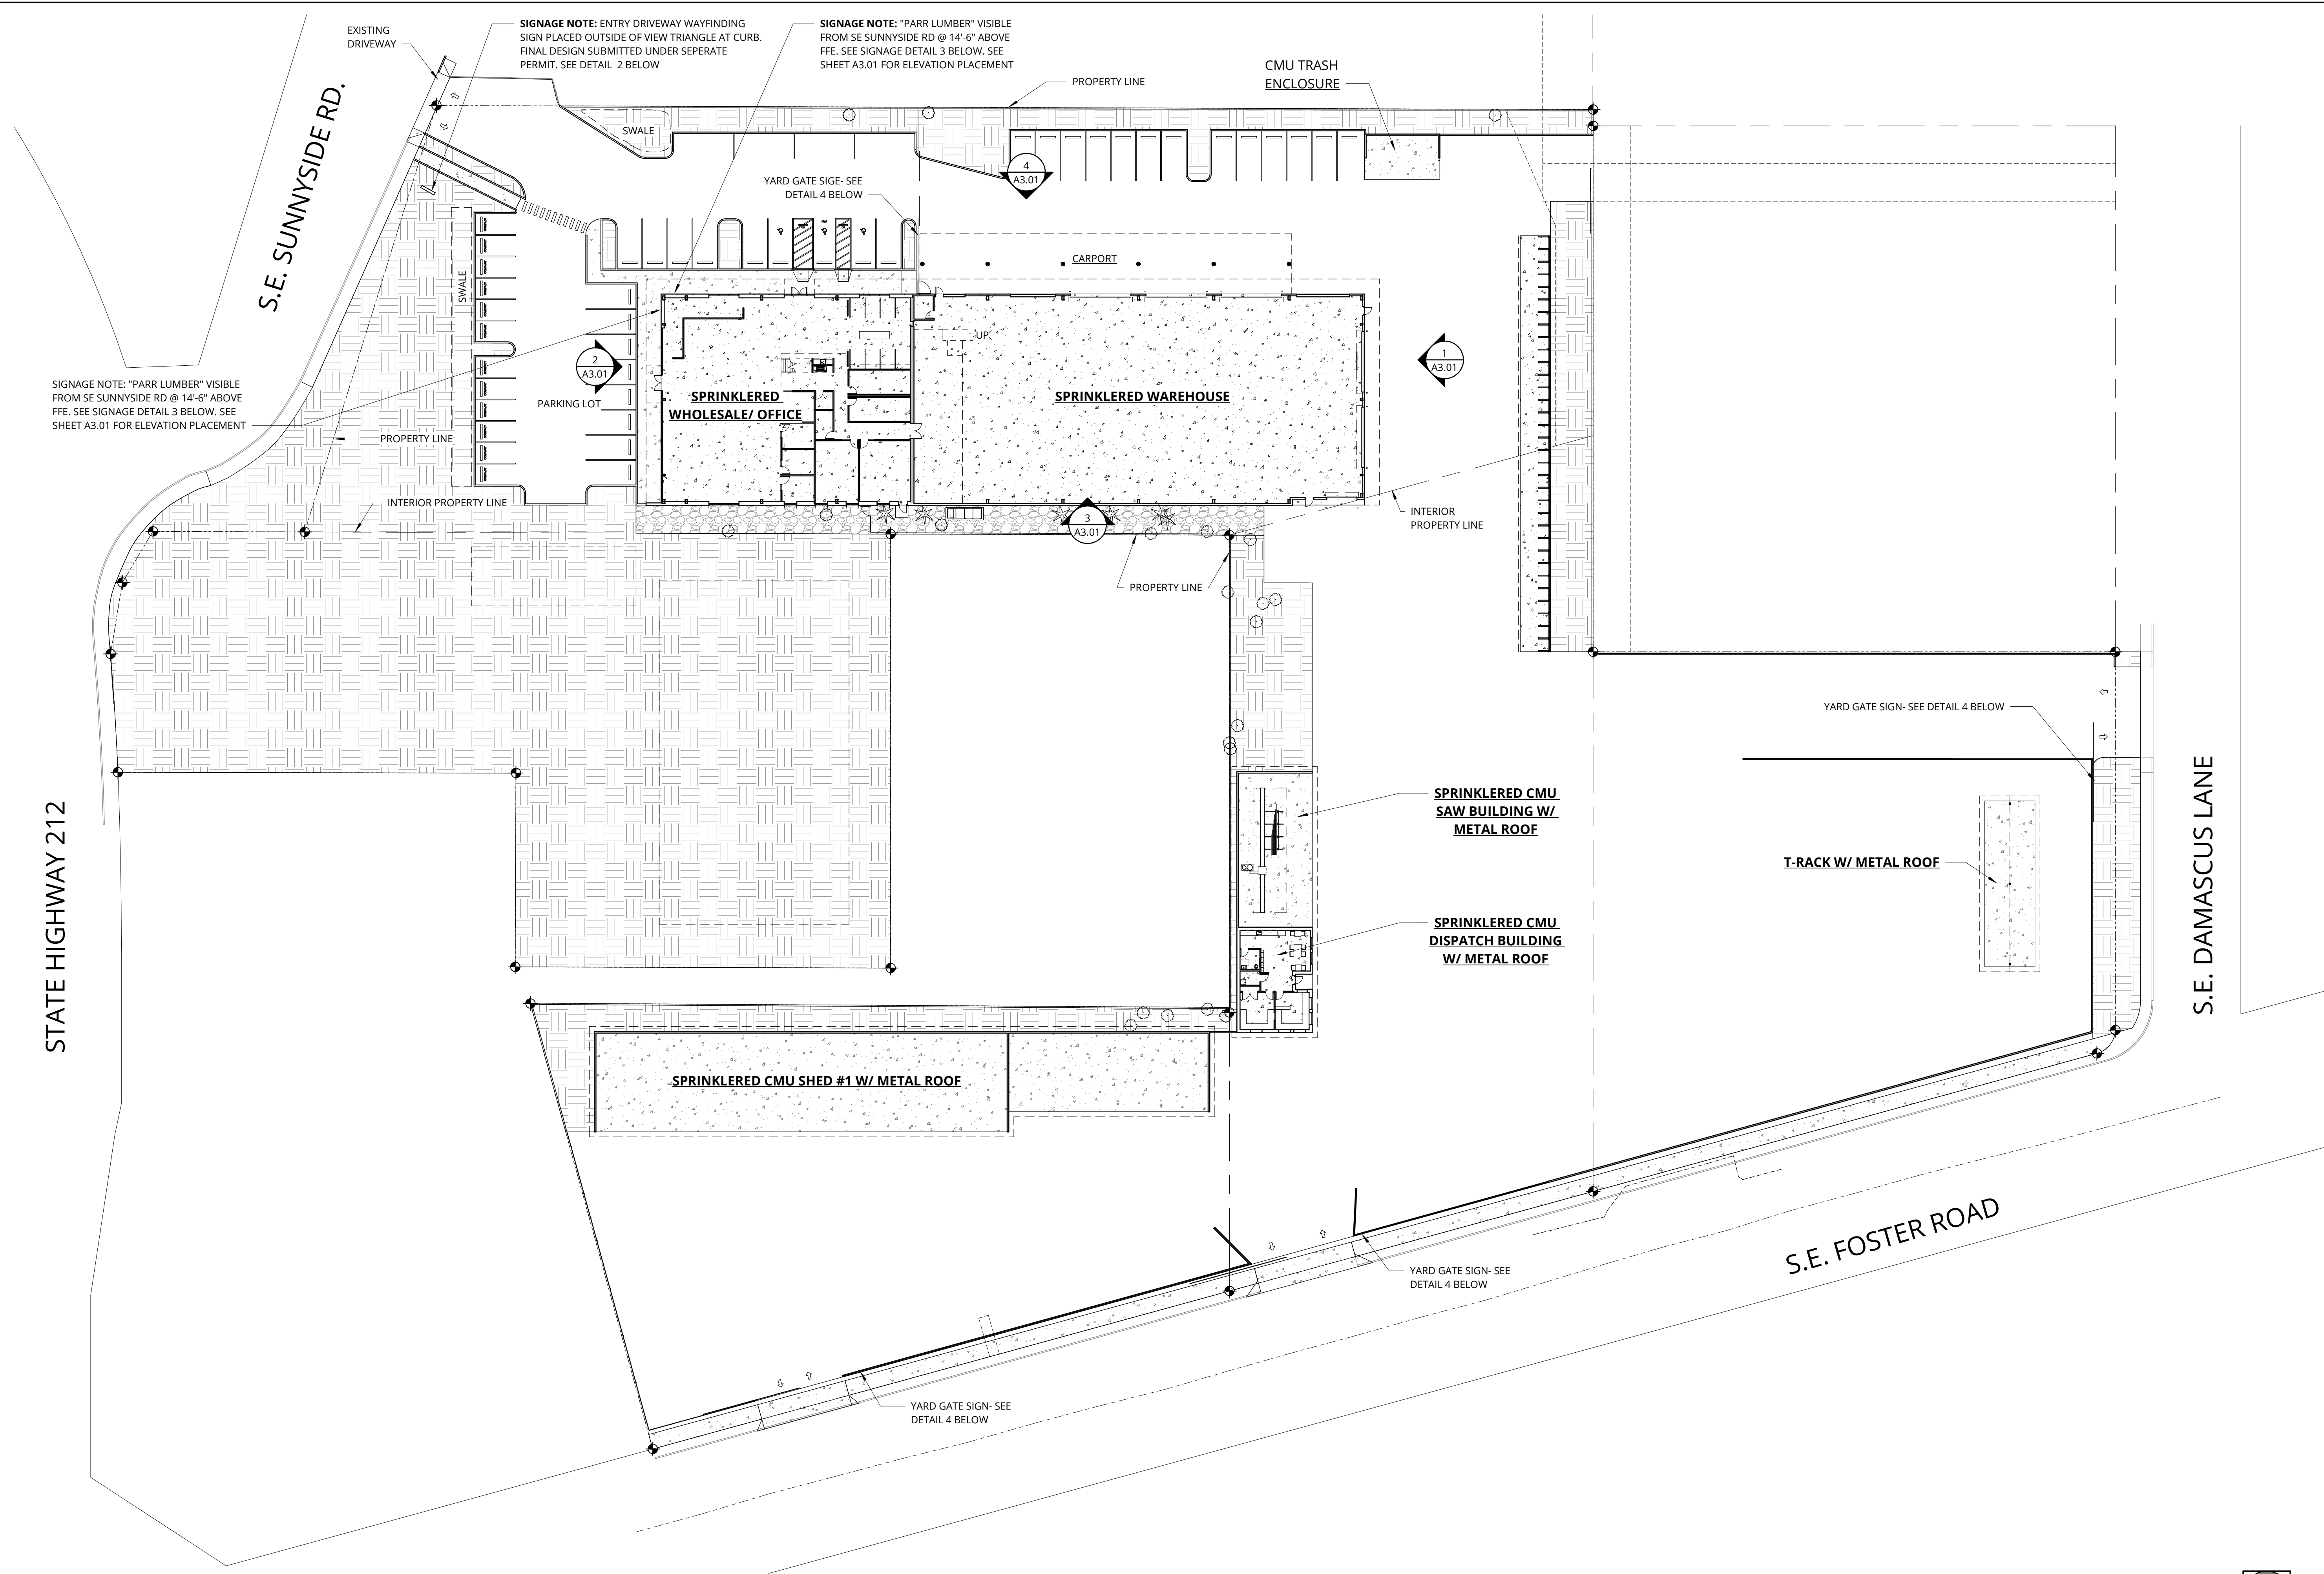 EXISTING
DRIVEWAY
SIGNAGE NOTE: ENTRY DRIVEWAY WAYFINDING
SIGN PLACED OUTSIDE OF VIEW TRIANGLE AT CURB.
FINAL DESIGN SUBMITTED UNDER SEPERATE
PERMIT. SEE DETAIL 2 BELOW
SIGNAGE NOTE: "PARR LUMBER" VISIBLE
FROM SE SUNNYSIDE RD @ 14'-6" ABOVE
FFE. SEE SIGNAGE DETAIL 3 BELOW. SEE
SHEET A3.01 FOR ELEVATION PLACEMENT
PROPERTY LINE
CMU TRASH
ENCLOSURE
S.E. SUNNYSIDE RD.
SWALE
4
A3.01
YARD GATE SIGE- SEE
DETAIL 4 BELOW
CARPORT
SWALE
UP
2
A3.01
1
A3.01
SIGNAGE NOTE: "PARR LUMBER" VISIBLE
FROM SE SUNNYSIDE RD @ 14'-6" ABOVE
FFE. SEE SIGNAGE DETAIL 3 BELOW. SEE
SHEET A3.01 FOR ELEVATION PLACEMENT
PARKING LOT
SPRINKLERED
WHOLESALE/ OFFICE
SPRINKLERED WAREHOUSE
PROPERTY LINE
INTERIOR PROPERTY LINE
3
A3.01
INTERIOR
PROPERTY LINE
PROPERTY LINE
YARD GATE SIGN- SEE DETAIL 4 BELOW
STATE HIGHWAY 212
SPRINKLERED CMU
SAW BUILDING W/
METAL ROOF
T-RACK W/ METAL ROOF
S.E. DAMASCUS LANE
SPRINKLERED CMU
DISPATCH BUILDING
W/ METAL ROOF
SPRINKLERED CMU SHED #1 W/ METAL ROOF
S.E. FOSTER ROAD
YARD GATE SIGN- SEE
DETAIL 4 BELOW
YARD GATE SIGN- SEE
DETAIL 4 BELOW